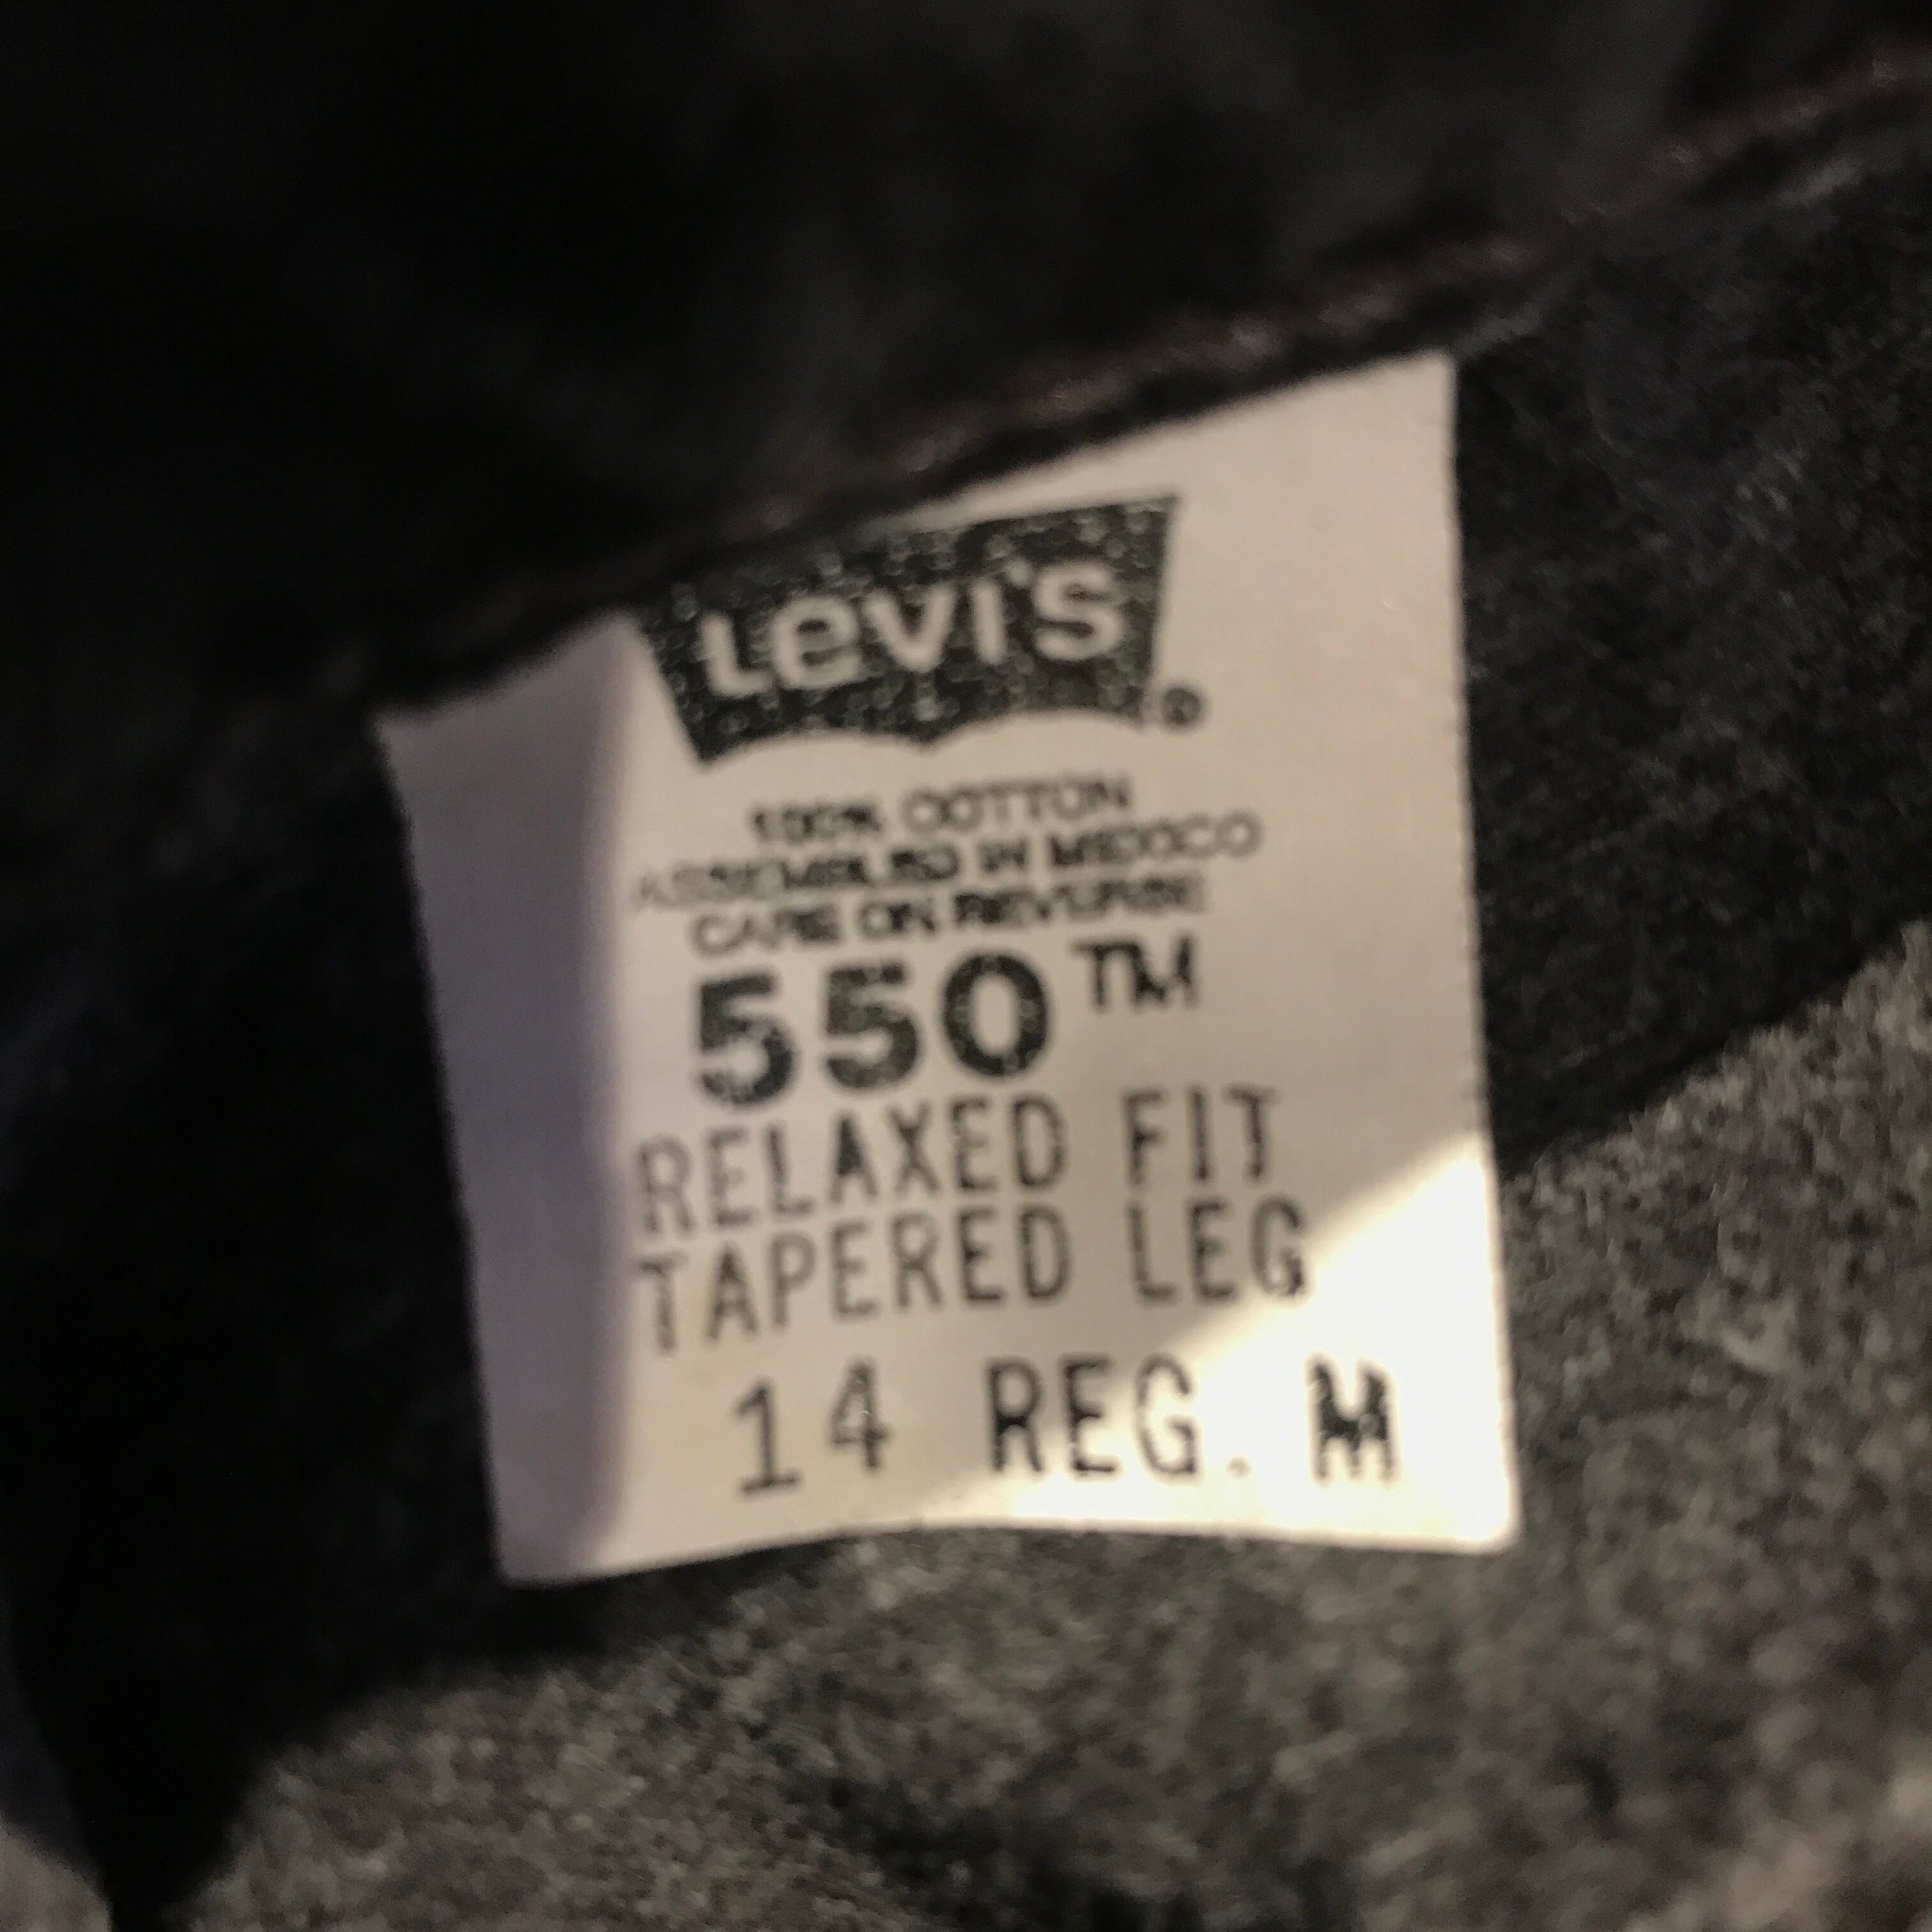 Levi's ®
100% COTTON
ASSEMBLED IN MEXICO
CARE ON REVERSE
550™
RELAXED FIT
TAPERED LEG
14 REG. M